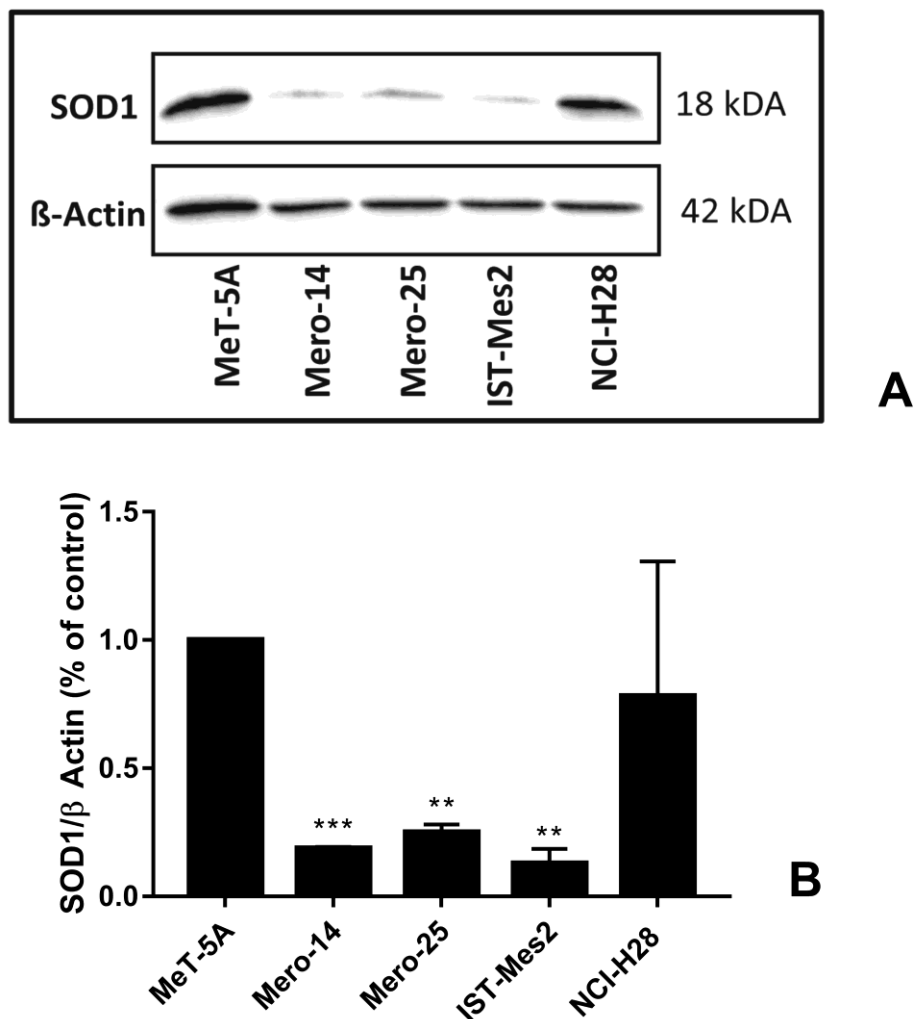 SOD1
18 kDA
ß-Actin
42 kDA
MeT-5A
Mero-14
Mero-25
IST-Mes2
NCI-H28
A
SOD1/β Actin (% of control)
1.5
1.0
0.5
0.0
***
**
**
MeT-5A
Mero-14
Mero-25
IST-Mes2
NCI-H28
B